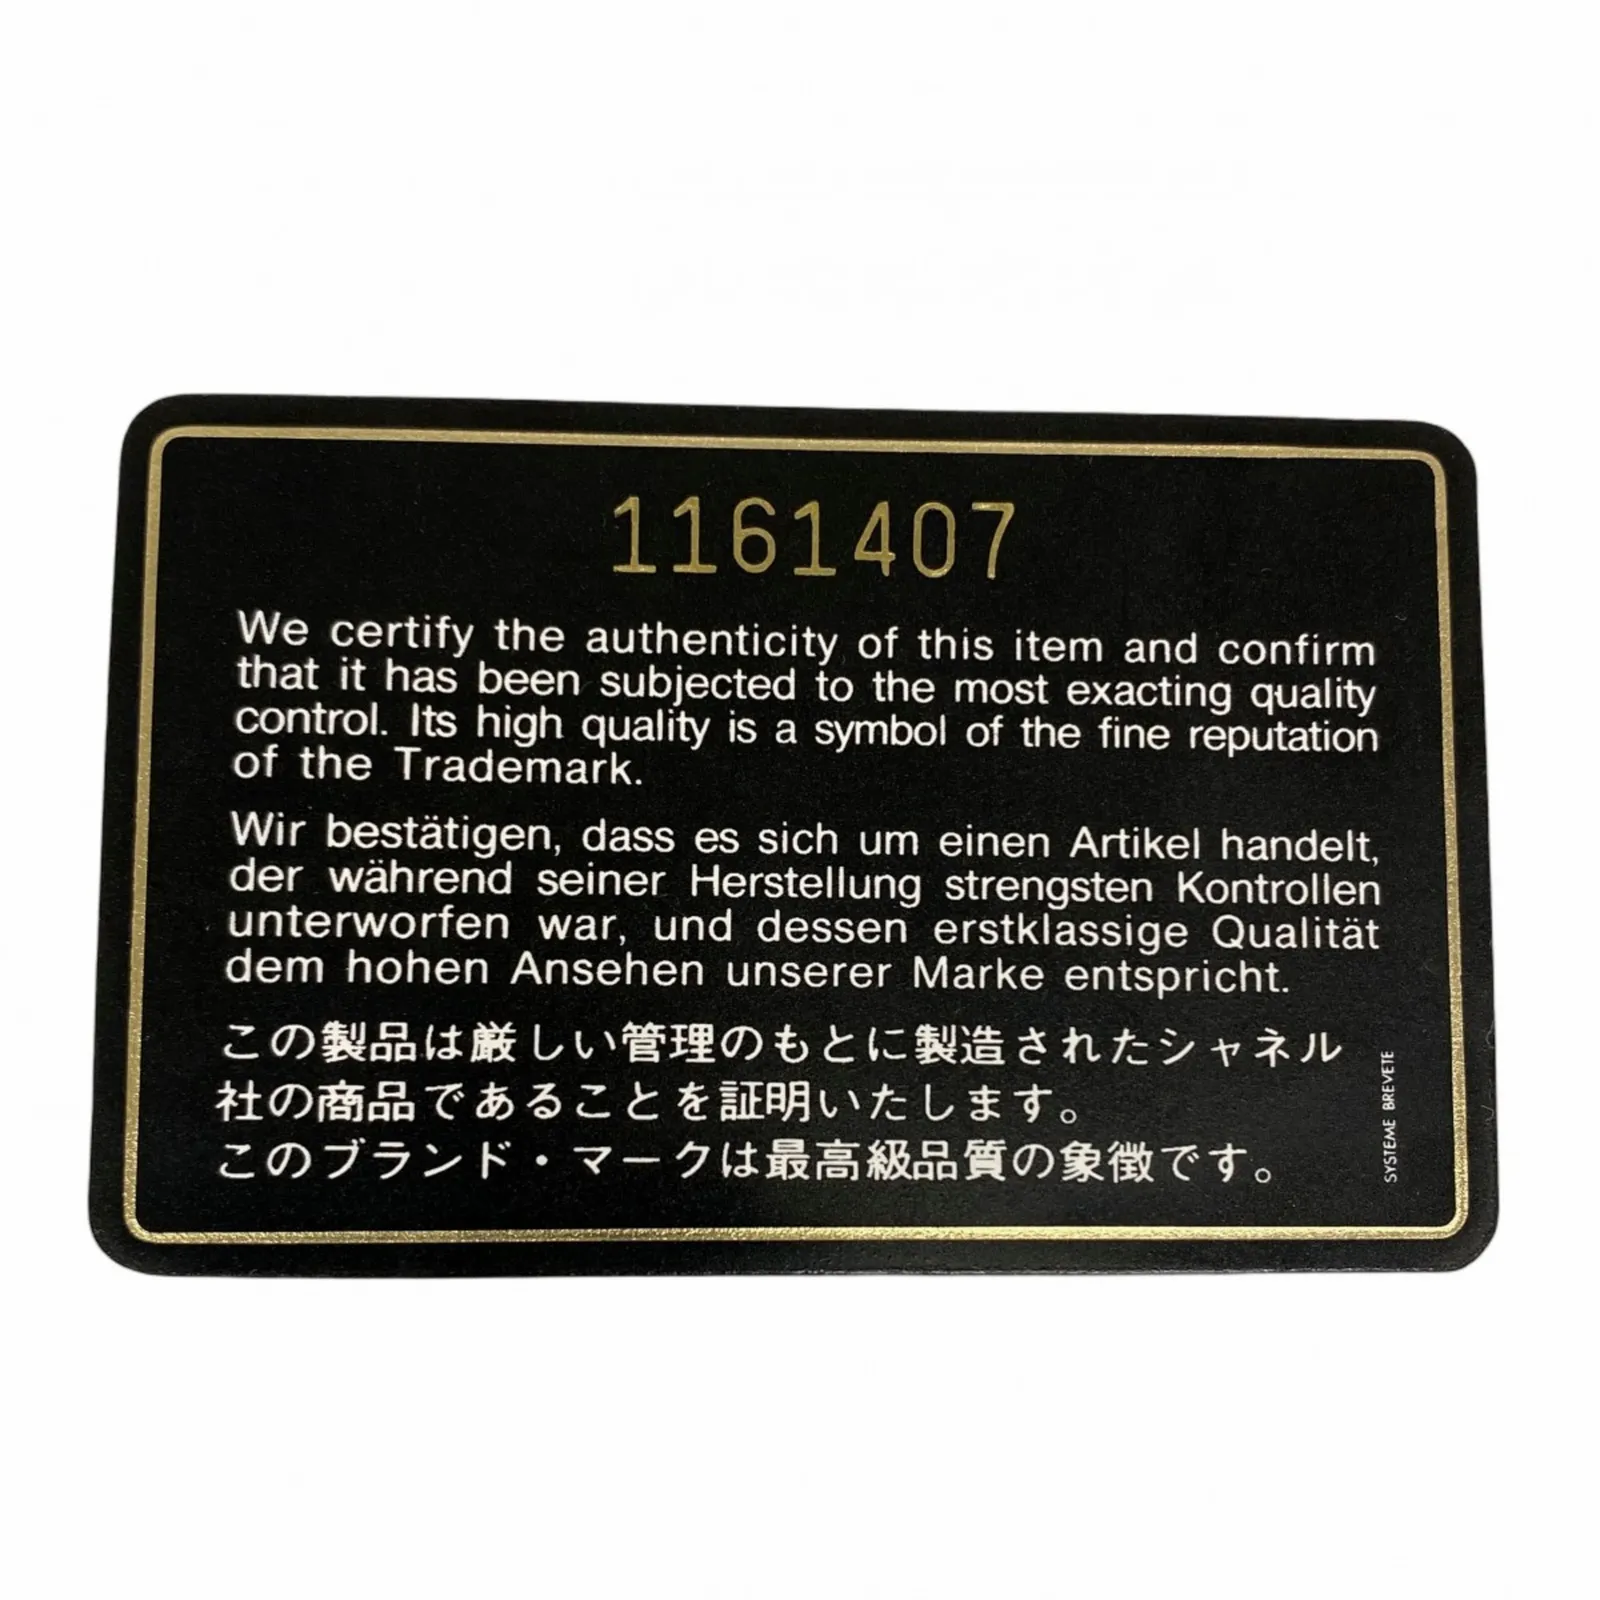 1161407
We certify the authenticity of this item and confirm
that it has been subjected to the most exacting quality
control. Its high quality is a symbol of the fine reputation
of the Trademark.
Wir bestätigen, dass es sich um einen Artikel handelt,
der während seiner Herstellung strengsten Kontrollen
unterworfen war, und dessen erstklassige Qualität
dem hohen Ansehen unserer Marke entspricht.
この製品は厳しい管理のもとに製造されたシャネル
社の商品であることを証明いたします。
このブランド・マークは最高級品質の象徴です。
SYSTEME BREVETE